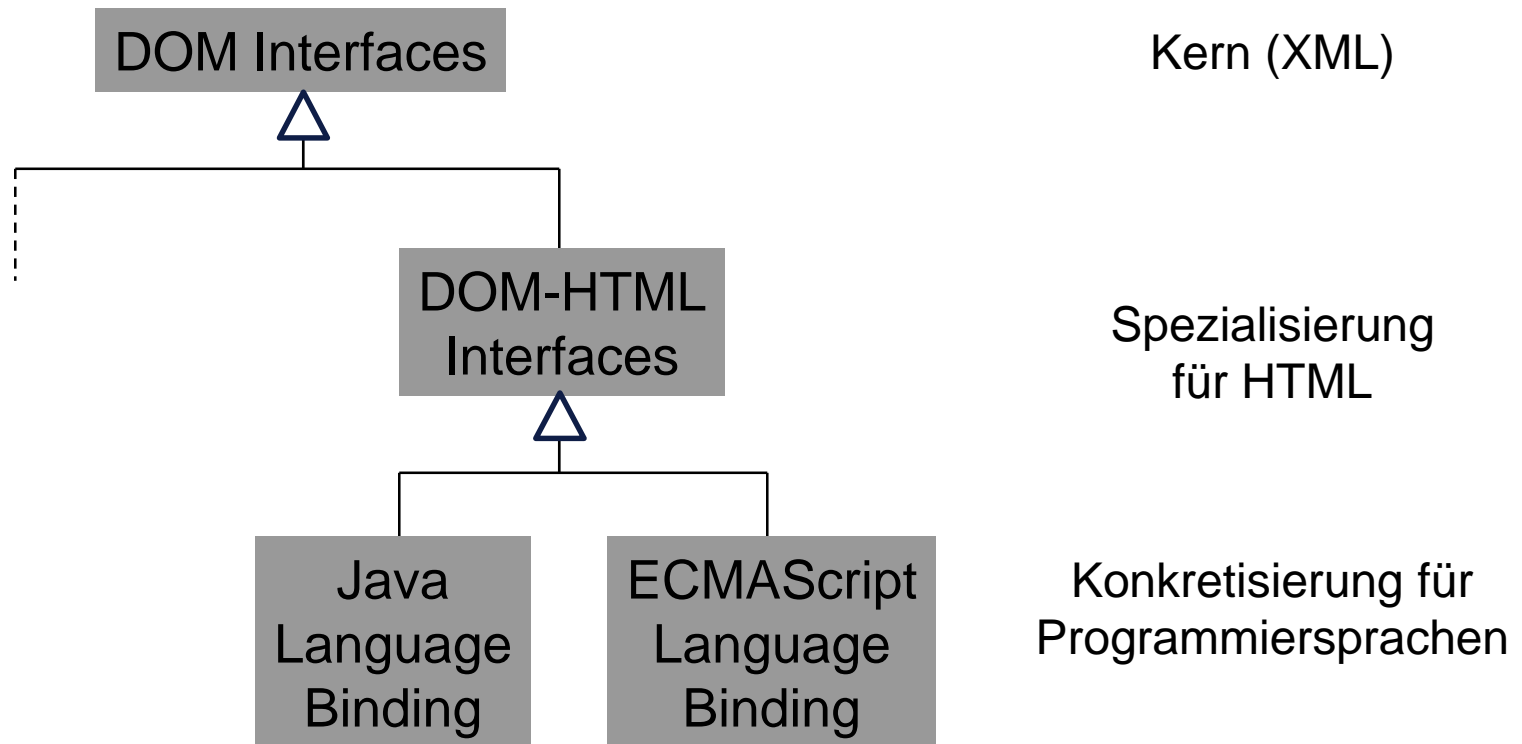 DOM Interfaces
Kern (XML)
DOM-HTML
Interfaces
Spezialisierung
für HTML
Java
Language
Binding
ECMAScript
Language
Binding
Konkretisierung für
Programmiersprachen